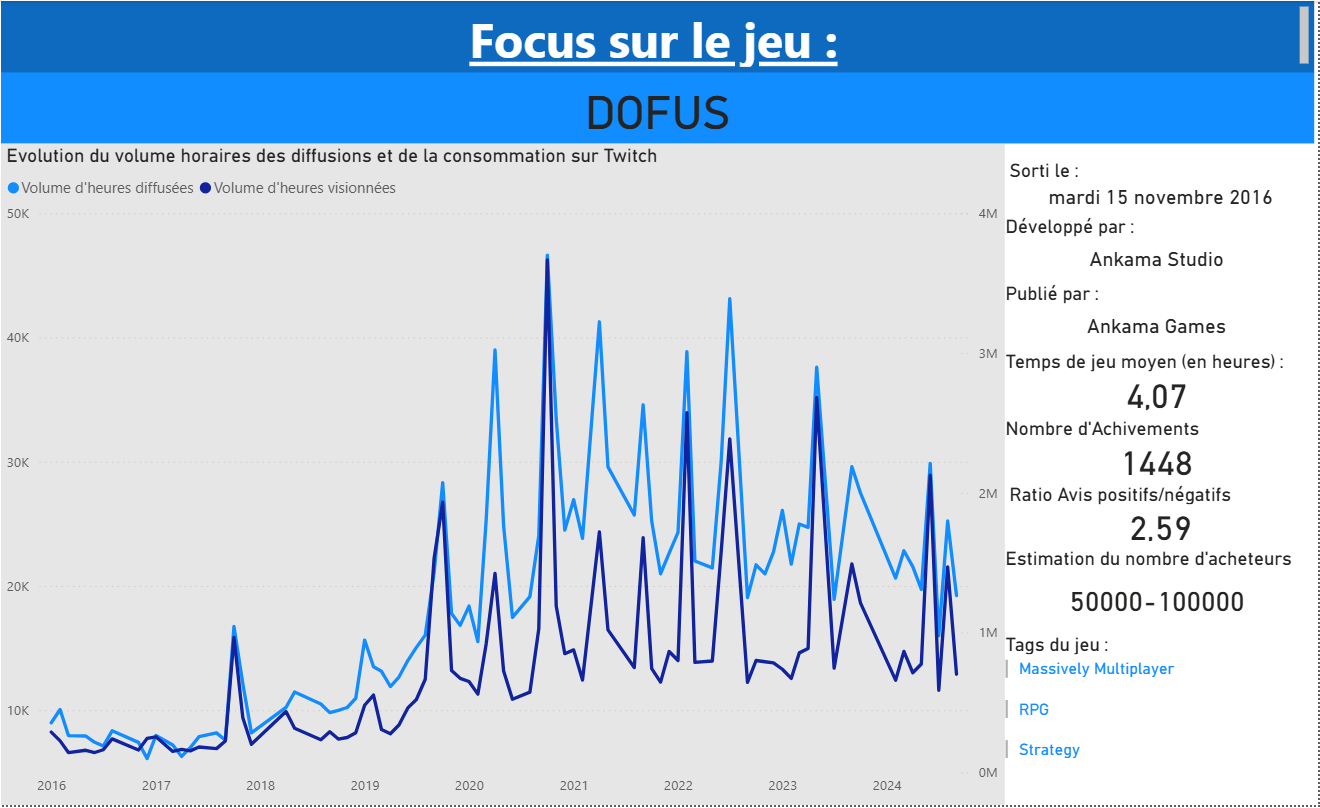 Focus sur le jeu :
DOFUS
Evolution du volume horaires des diffusions et de la consommation sur Twitch
Volume d'heures diffusées Volume d'heures visionnées
50K
40K
30K
20K
10K
4M
3M
2M
1M
0M
2016 2017 2018 2019 2020 2021 2022 2023 2024
Sorti le :
mardi 15 novembre 2016
Développé par :
Ankama Studio
Publié par :
Ankama Games
Temps de jeu moyen (en heures) :
4,07
Nombre d'Achivements
1448
Ratio Avis positifs/négatifs
2,59
Estimation du nombre d'acheteurs
50000-100000
Tags du jeu :
Massively Multiplayer
RPG
Strategy